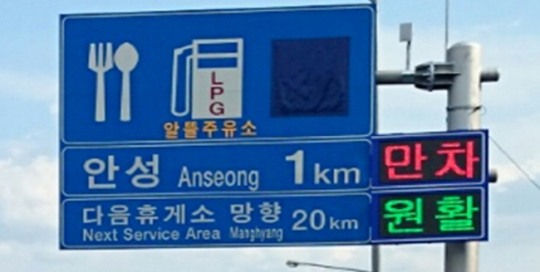 LPG
알뜰주유소
안성 Anseong 1km 만차
다음휴게소 망향 20km 원활
Next Service Area Manghyang